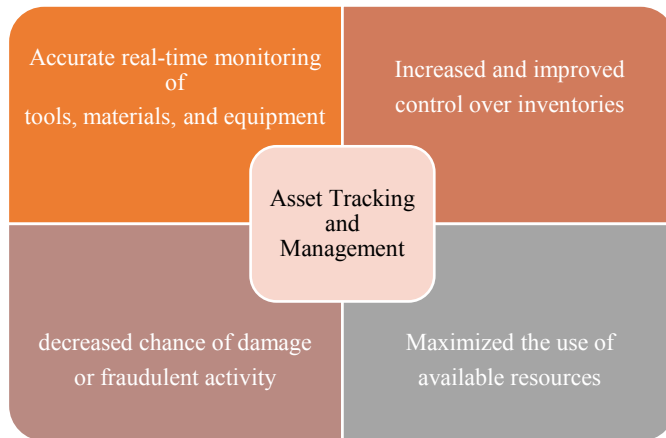 Accurate real-time monitoring
of
tools, materials, and equipment
Increased and improved
control over inventories
Asset Tracking
and
Management
decreased chance of damage
or fraudulent activity
Maximized the use of
available resources